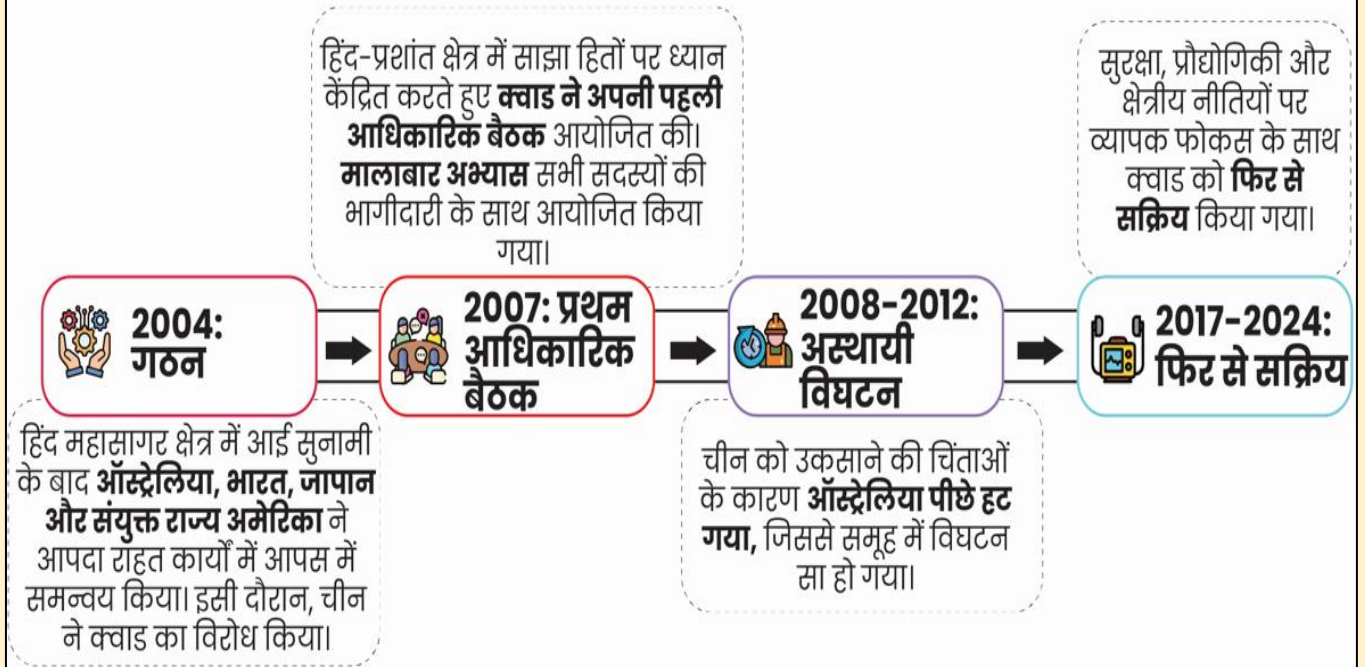 हिंद-प्रशांत क्षेत्र में साझा हितों पर ध्यान
केंद्रित करते हुए क्वाड ने अपनी पहली
आधिकारिक बैठक आयोजित की।
मालाबार अभ्यास सभी सदस्यों की
भागीदारी के साथ आयोजित किया
गया।
सुरक्षा, प्रौद्योगिकी और
क्षेत्रीय नीतियों पर
व्यापक फोकस के साथ
क्वाड को फिर से
सक्रिय किया गया।
2004:
गठन
2007: प्रथम
आधिकारिक
बैठक
2008-2012:
अस्थायी
विघटन
2017-2024:
फिर से सक्रिय
हिंद महासागर क्षेत्र में आई सुनामी
के बाद ऑस्ट्रेलिया, भारत, जापान
और संयुक्त राज्य अमेरिका ने
आपदा राहत कार्यों में आपस में
समन्वय किया। इसी दौरान, चीन
ने क्वाड का विरोध किया।
चीन को उकसाने की चिंताओं
के कारण ऑस्ट्रेलिया पीछे हट
गया, जिससे समूह में विघटन
सा हो गया।